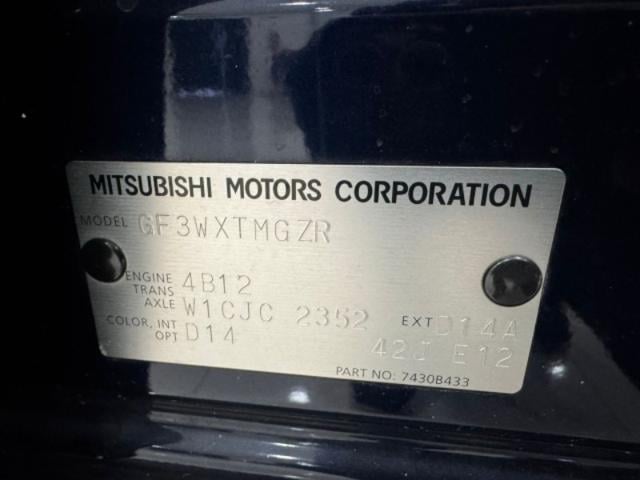 MITSUBISHI MOTORS CORPORATION
MODEL GF3WXTMGZR
ENGINE 4B12
TRANS AXLE W1CJC 2352 EXT D14A
COLOR, INT OPT D14 42J E12
PART NO: 7430B433